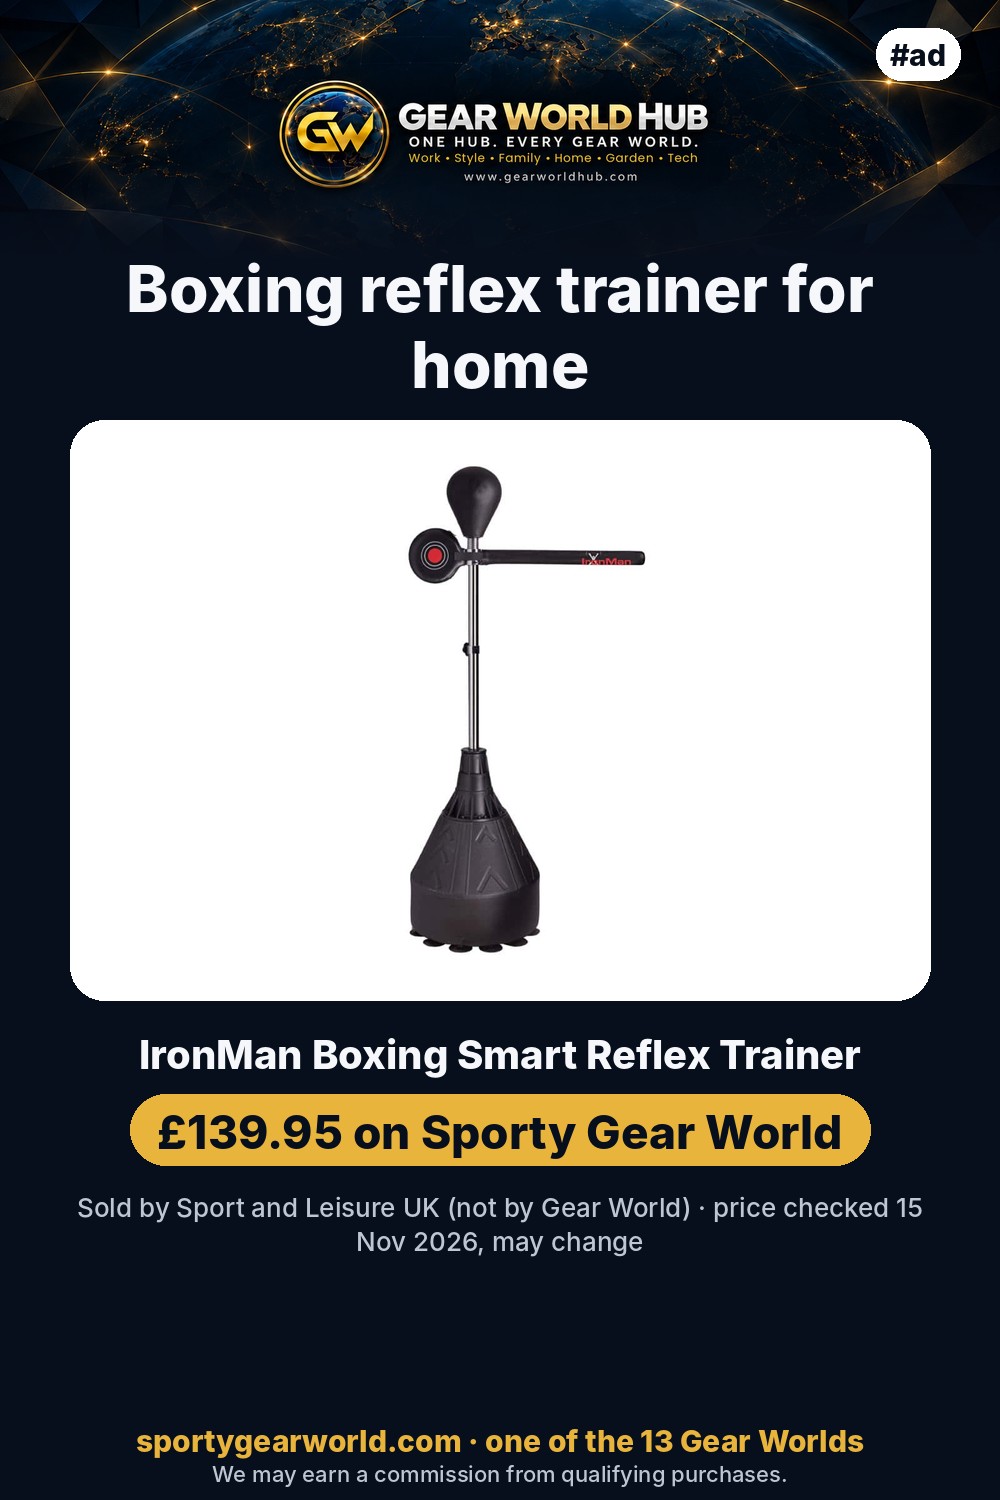 #ad
GW
GEAR WORLD HUB
ONE HUB. EVERY GEAR WORLD.
Work • Style • Family • Home • Garden • Tech
www.gearworldhub.com
Boxing reflex trainer for
home
IronMan
IronMan Boxing Smart Reflex Trainer
£139.95 on Sporty Gear World
Sold by Sport and Leisure UK (not by Gear World) · price checked 15
Nov 2026, may change
sportygearworld.com · one of the 13 Gear Worlds
We may earn a commission from qualifying purchases.